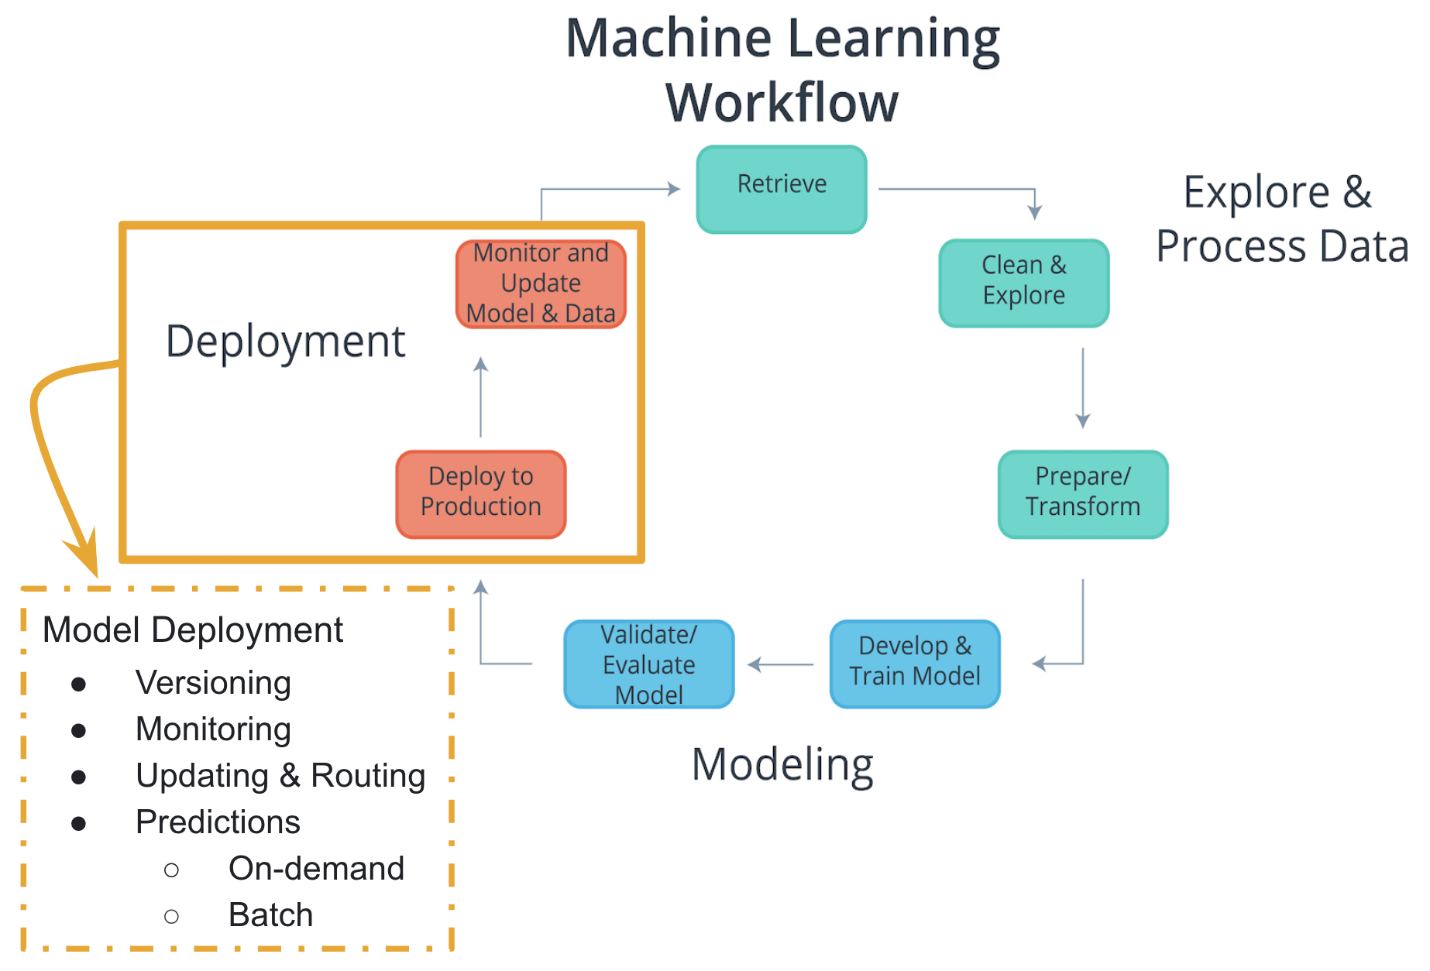 Machine Learning
Workflow
Retrieve
Explore &
Process Data
Clean &
Explore
Prepare/
Transform
Develop &
Train Model
Validate/
Evaluate
Model
Modeling
Deployment
Monitor and
Update
Model & Data
Deploy to
Production
Model Deployment
● Versioning
● Monitoring
● Updating & Routing
● Predictions
○ On-demand
○ Batch